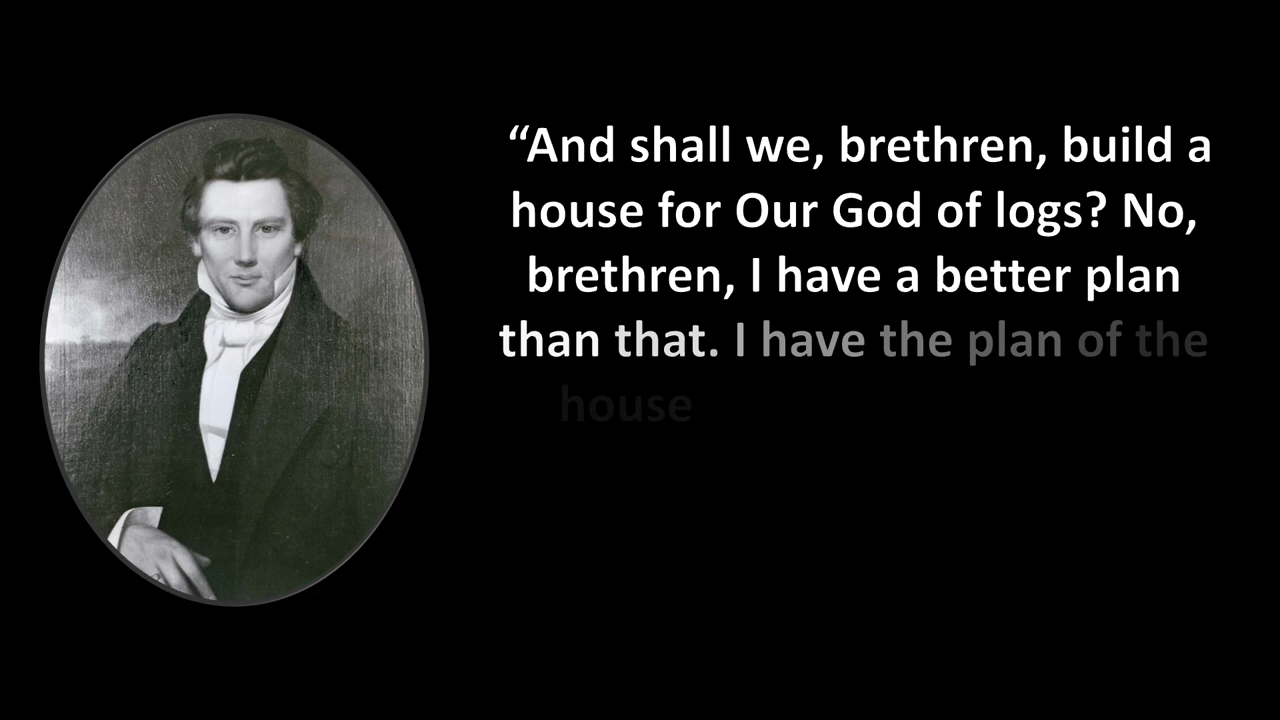 “And shall we, brethren, build a
house for Our God of logs? No,
brethren, I have a better plan
than that. I have the plan of the
house